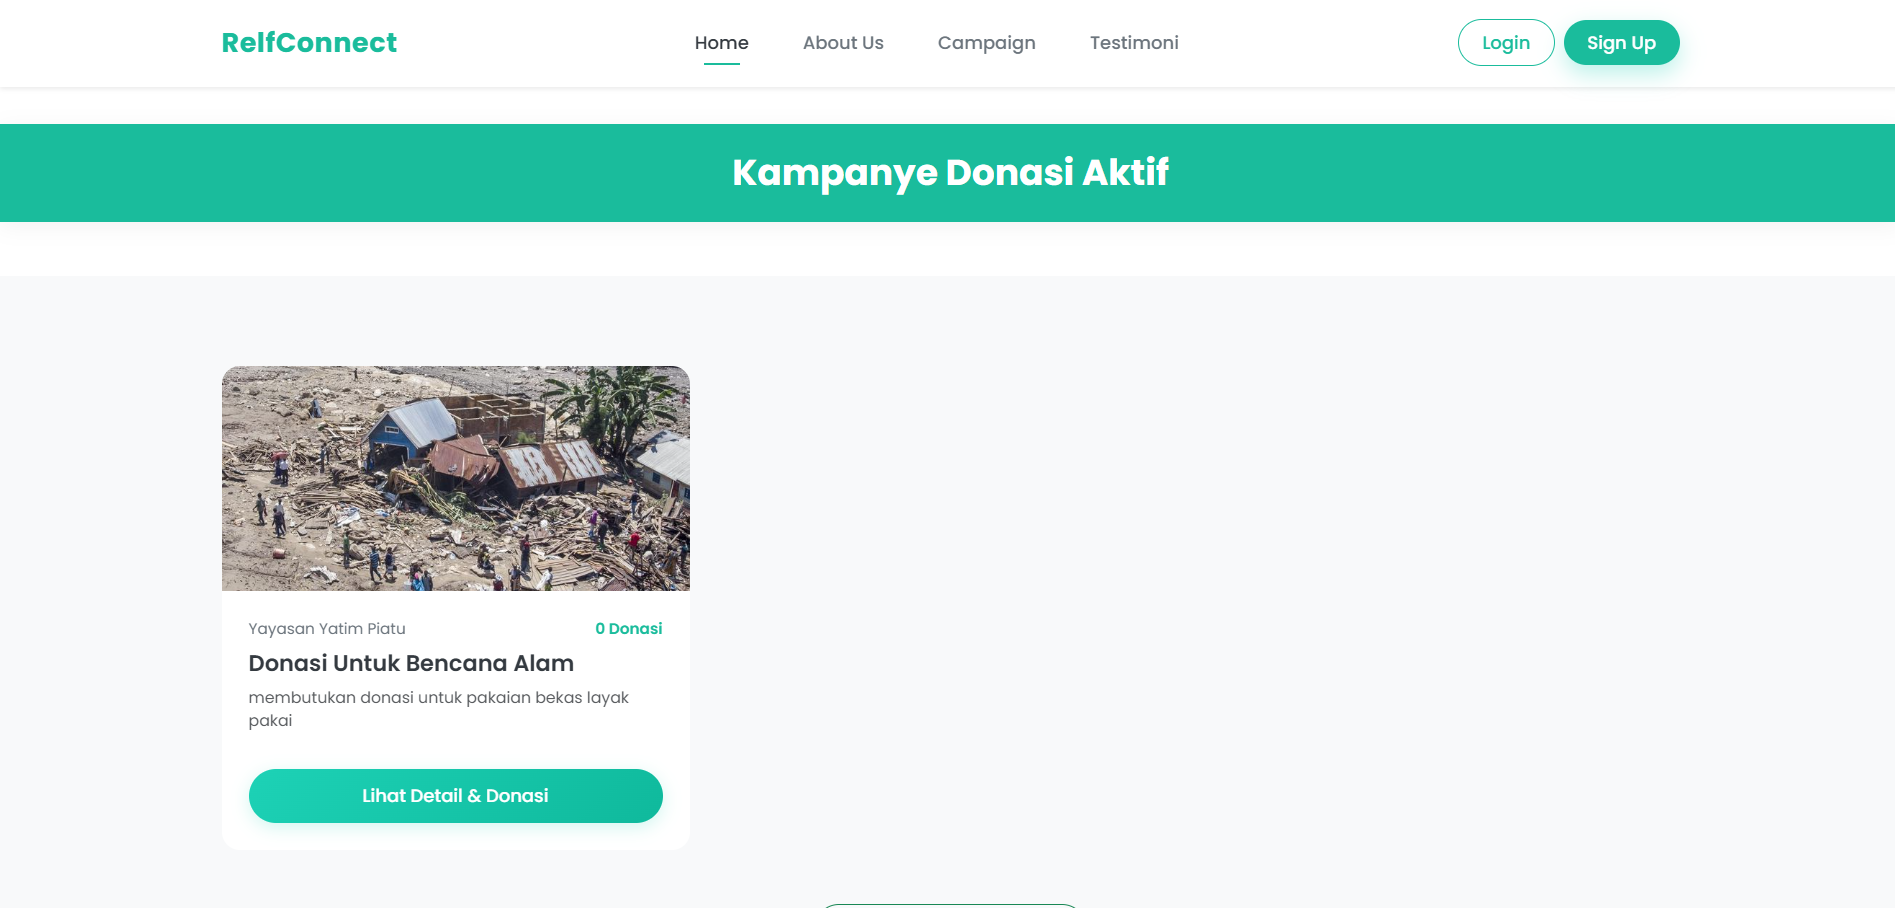 RelfConnect
Home
About Us
Campaign
Testimoni
Login
Sign Up
Kampanye Donasi Aktif
Yayasan Yatim Piatu
0 Donasi
Donasi Untuk Bencana Alam
membutukan donasi untuk pakaian bekas layak
pakai
Lihat Detail & Donasi